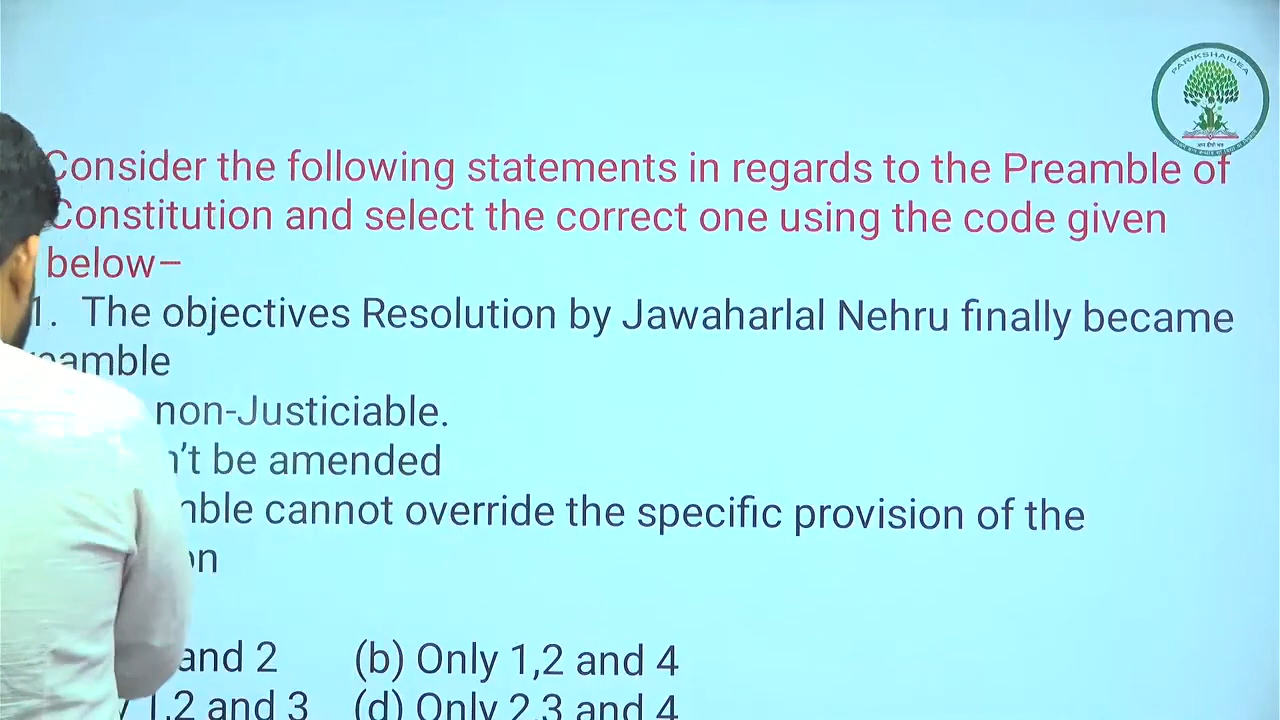 PARIKSHAIDEA
Consider the following statements in regards to the Preamble of
Constitution and select the correct one using the code given
below–
1. The objectives Resolution by Jawaharlal Nehru finally became
non-Justiciable.
be amended
cannot override the specific provision of the
and 2 (b) Only 1,2 and 4
1,2 and 3 (d) Only 2,3 and 4